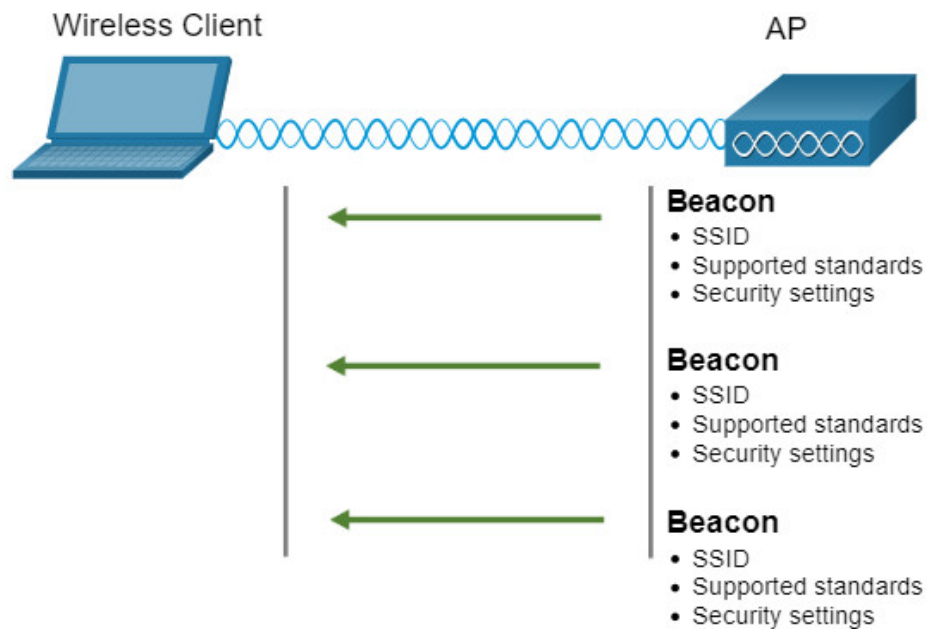 Wireless Client
AP
Beacon
• SSID
• Supported standards
• Security settings
Beacon
• SSID
• Supported standards
• Security settings
Beacon
• SSID
• Supported standards
• Security settings